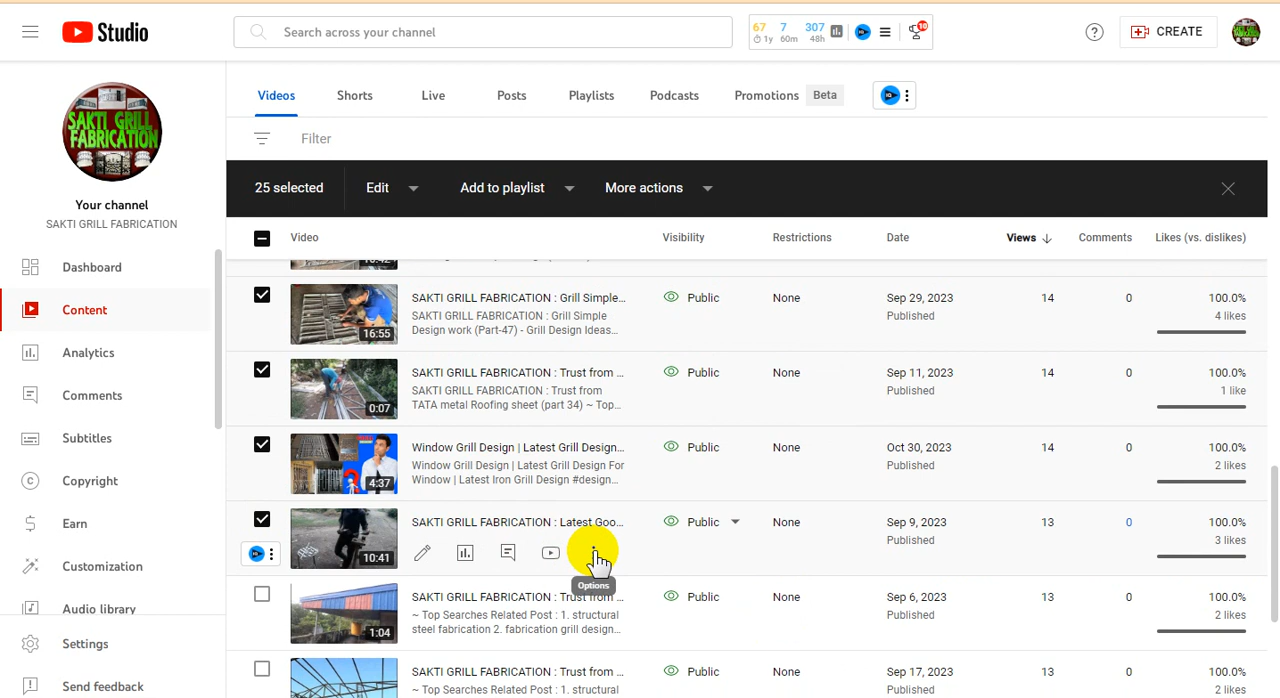 Studio
Search across your channel
67 7 307
1y 60m 48h
10
CREATE
Videos Shorts Live Posts Playlists Podcasts Promotions Beta
Filter
SAKTI GRILL
FABRICATION
Your channel
SAKTI GRILL FABRICATION
Dashboard
Content
Analytics
Comments
Subtitles
Copyright
Earn
Customization
Audio library
Settings
Send feedback
25 selected Edit Add to playlist More actions
Video Visibility Restrictions Date Views Comments Likes (vs. dislikes)
SAKTI GRILL FABRICATION : Grill Simple... Public None Sep 29, 2023 14 0 100.0%
SAKTI GRILL FABRICATION : Grill Simple Published 4 likes
Design work (Part-47) - Grill Design Ideas...
16:55
SAKTI GRILL FABRICATION : Trust from ... Public None Sep 11, 2023 14 0 100.0%
SAKTI GRILL FABRICATION : Trust from Published 1 like
TATA metal Roofing sheet (part 34) ~ Top...
0:07
Window Grill Design | Latest Grill Design... Public None Oct 30, 2023 14 0 100.0%
Window Grill Design | Latest Grill Design For Published 2 likes
Window | Latest Iron Grill Design #design...
4:37
SAKTI GRILL FABRICATION : Latest Goo... Public None Sep 9, 2023 13 0 100.0%
Published 3 likes
10:41
Options
SAKTI GRILL FABRICATION : Trust from ... Public None Sep 6, 2023 13 0 100.0%
~ Top Searches Related Post : 1. structural Published 2 likes
steel fabrication 2. fabrication grill design...
1:04
SAKTI GRILL FABRICATION : Trust from ... Public None Sep 17, 2023 13 0 100.0%
~ Top Searches Related Post : 1. structural Published 2 likes